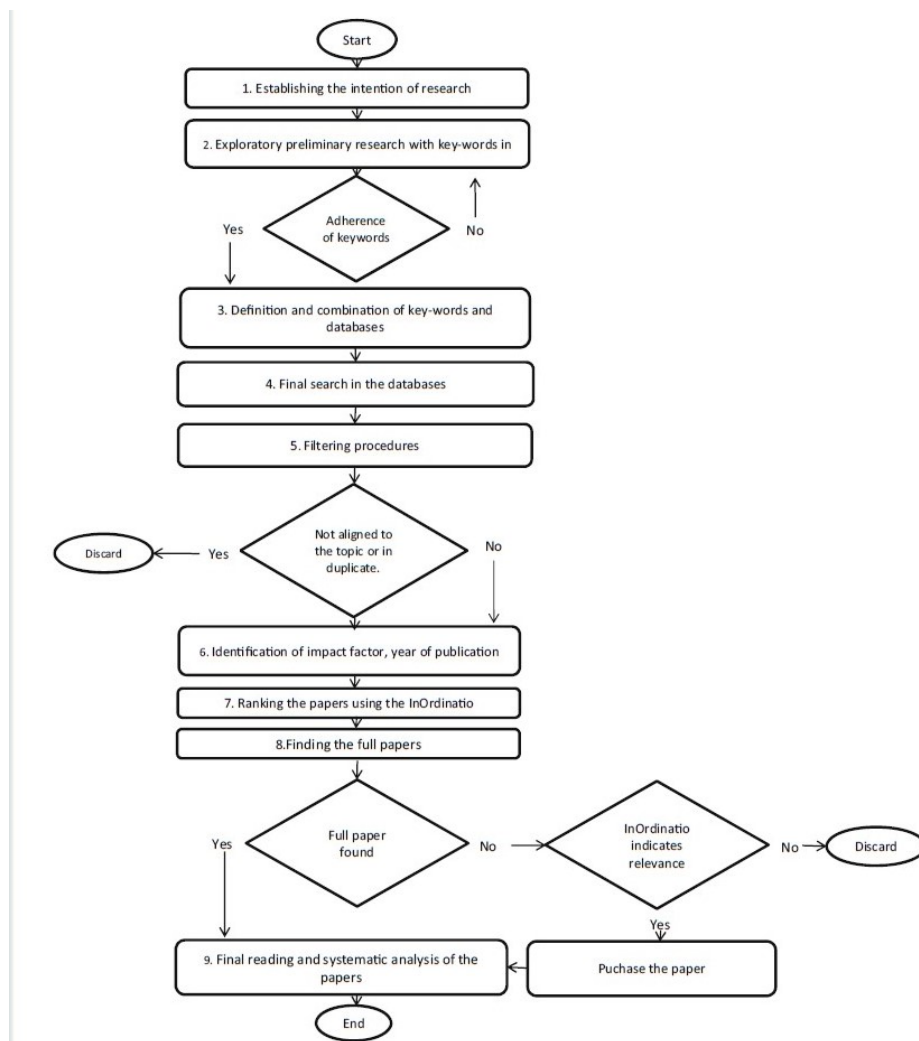 Start
1. Establishing the intention of research
2. Exploratory preliminary research with key-words in
Adherence
of keywords
Yes
No
3. Definition and combination of key-words and
databases
4. Final search in the databases
5. Filtering procedures
Not aligned to
the topic or in
duplicate.
Discard
Yes
No
6. Identification of impact factor, year of publication
7. Ranking the papers using the InOrdinatio
8.Finding the full papers
Full paper
found
Yes
No
InOrdinatio
indicates
relevance
No
Discard
Yes
9. Final reading and systematic analysis of the
papers
Puchase the paper
End